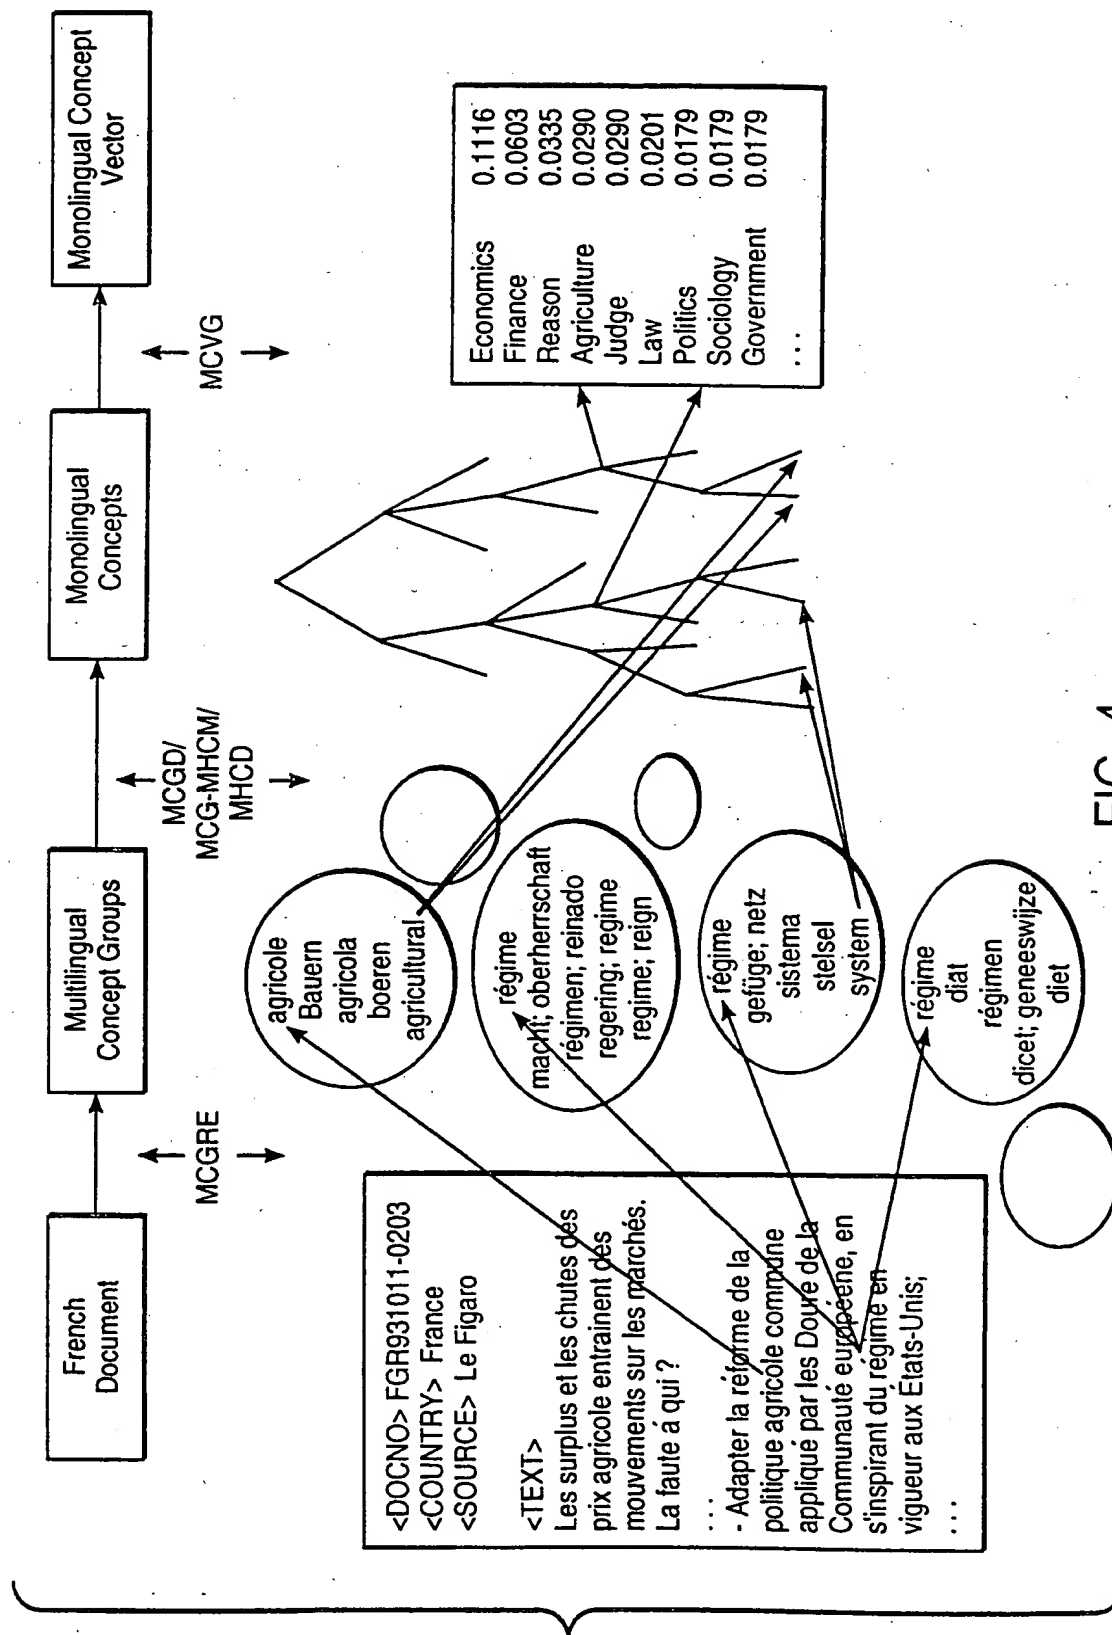 French
Document
Multilingual
Concept Groups
Monolingual
Concepts
Monolingual Concept
Vector
MCGRE
MCGD/
MCG-MHCM/
MHCD
MCVG
<DOCNO> FGR931011-0203
<COUNTRY> France
<SOURCE> Le Figaro
<TEXT>
Les surplus et les chutes des
prix agricole entrainent des
mouvements sur les marchés.
La faute á qui ?
...
- Adapter la réforme de la
politique agricole commune
appliqué par les Doure de la
Communauté européene, en
s'inspirant du régime en
vigueur aux Etats-Unis;
...
agricole
Bauern
agricola
boeren
agricultural
régime
macht; oberherrschaft
régimen; reinado
regering; regime
regime; reign
régime
gefüge; netz
sistema
stelsel
system
régime
diät
régimen
dicet; geneeswijze
diet
Economics 0.1116
Finance 0.0603
Reason 0.0335
Agriculture 0.0290
Judge 0.0290
Law 0.0201
Politics 0.0179
Sociology 0.0179
Government 0.0179
...
FIG. 4